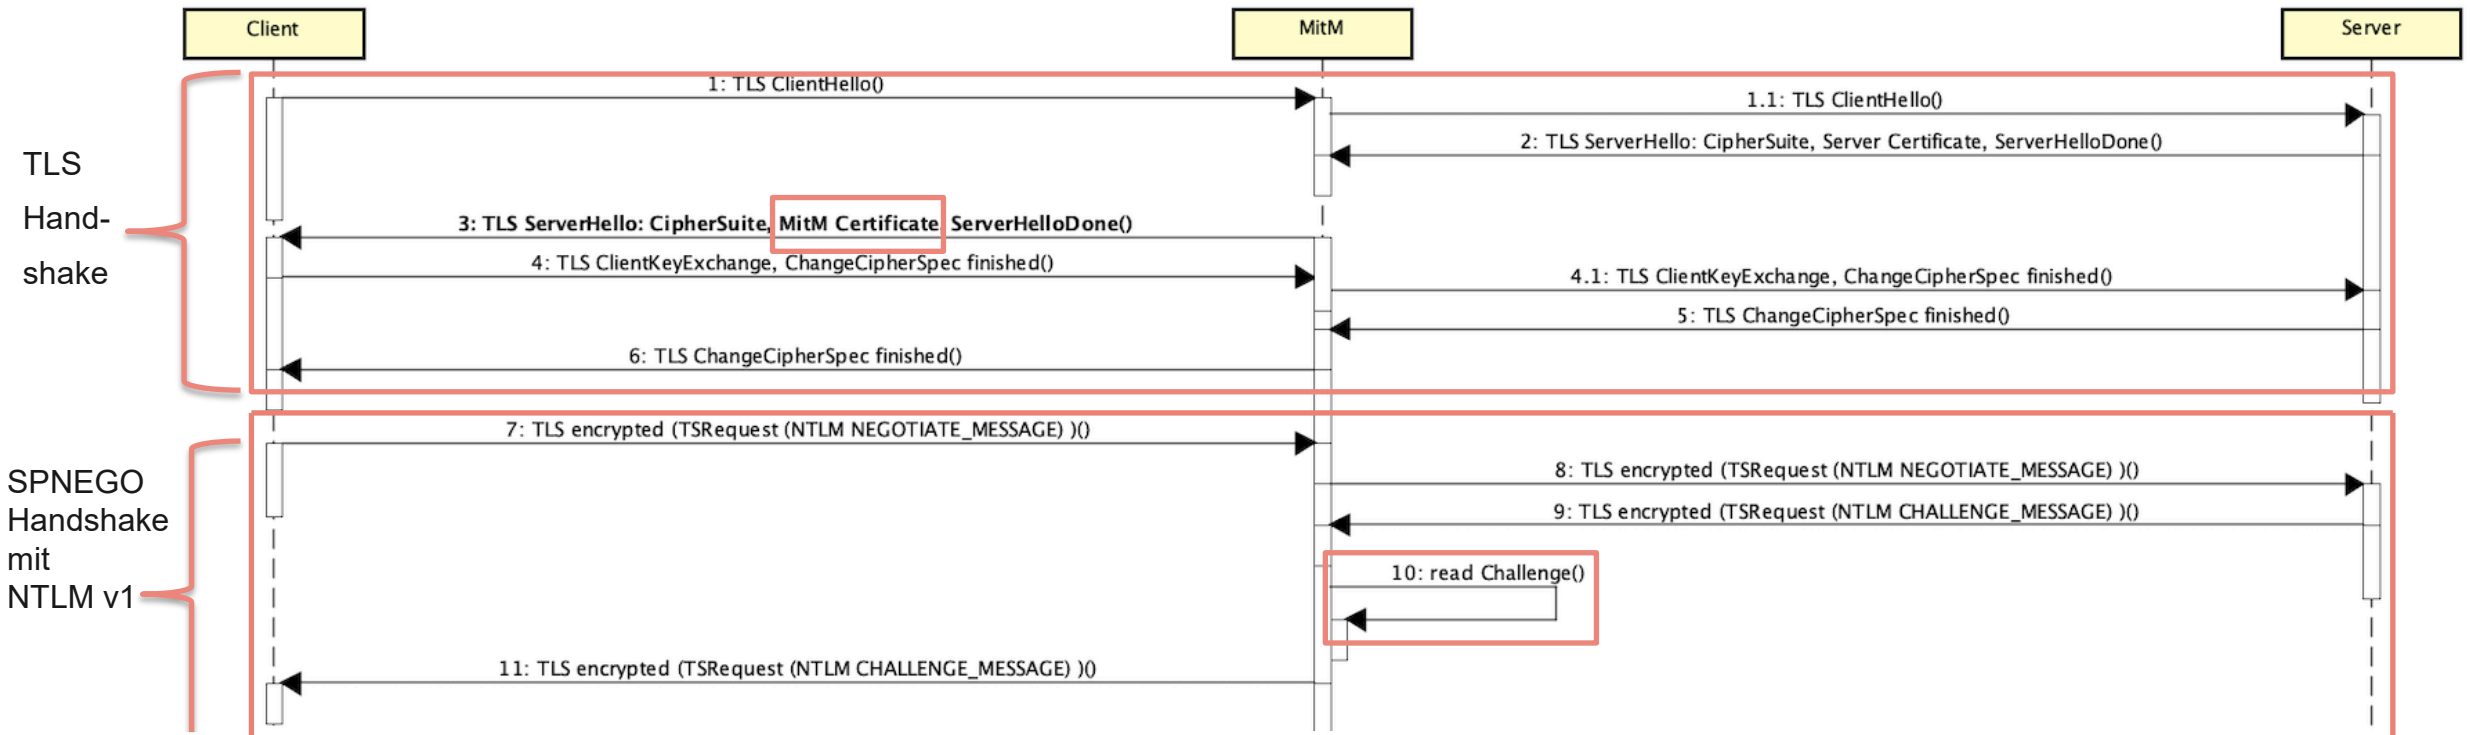 Client
MitM
Server
1: TLS ClientHello()
1.1: TLS ClientHello()
2: TLS ServerHello: CipherSuite, Server Certificate, ServerHelloDone()
TLS
Hand-
shake
3: TLS ServerHello: CipherSuite, MitM Certificate, ServerHelloDone()
4: TLS ClientKeyExchange, ChangeCipherSpec finished()
4.1: TLS ClientKeyExchange, ChangeCipherSpec finished()
5: TLS ChangeCipherSpec finished()
6: TLS ChangeCipherSpec finished()
7: TLS encrypted (TSRequest (NTLM NEGOTIATE_MESSAGE) )()
8: TLS encrypted (TSRequest (NTLM NEGOTIATE_MESSAGE) )()
9: TLS encrypted (TSRequest (NTLM CHALLENGE_MESSAGE) )()
SPNEGO
Handshake
mit
NTLM v1
10: read Challenge()
11: TLS encrypted (TSRequest (NTLM CHALLENGE_MESSAGE) )()